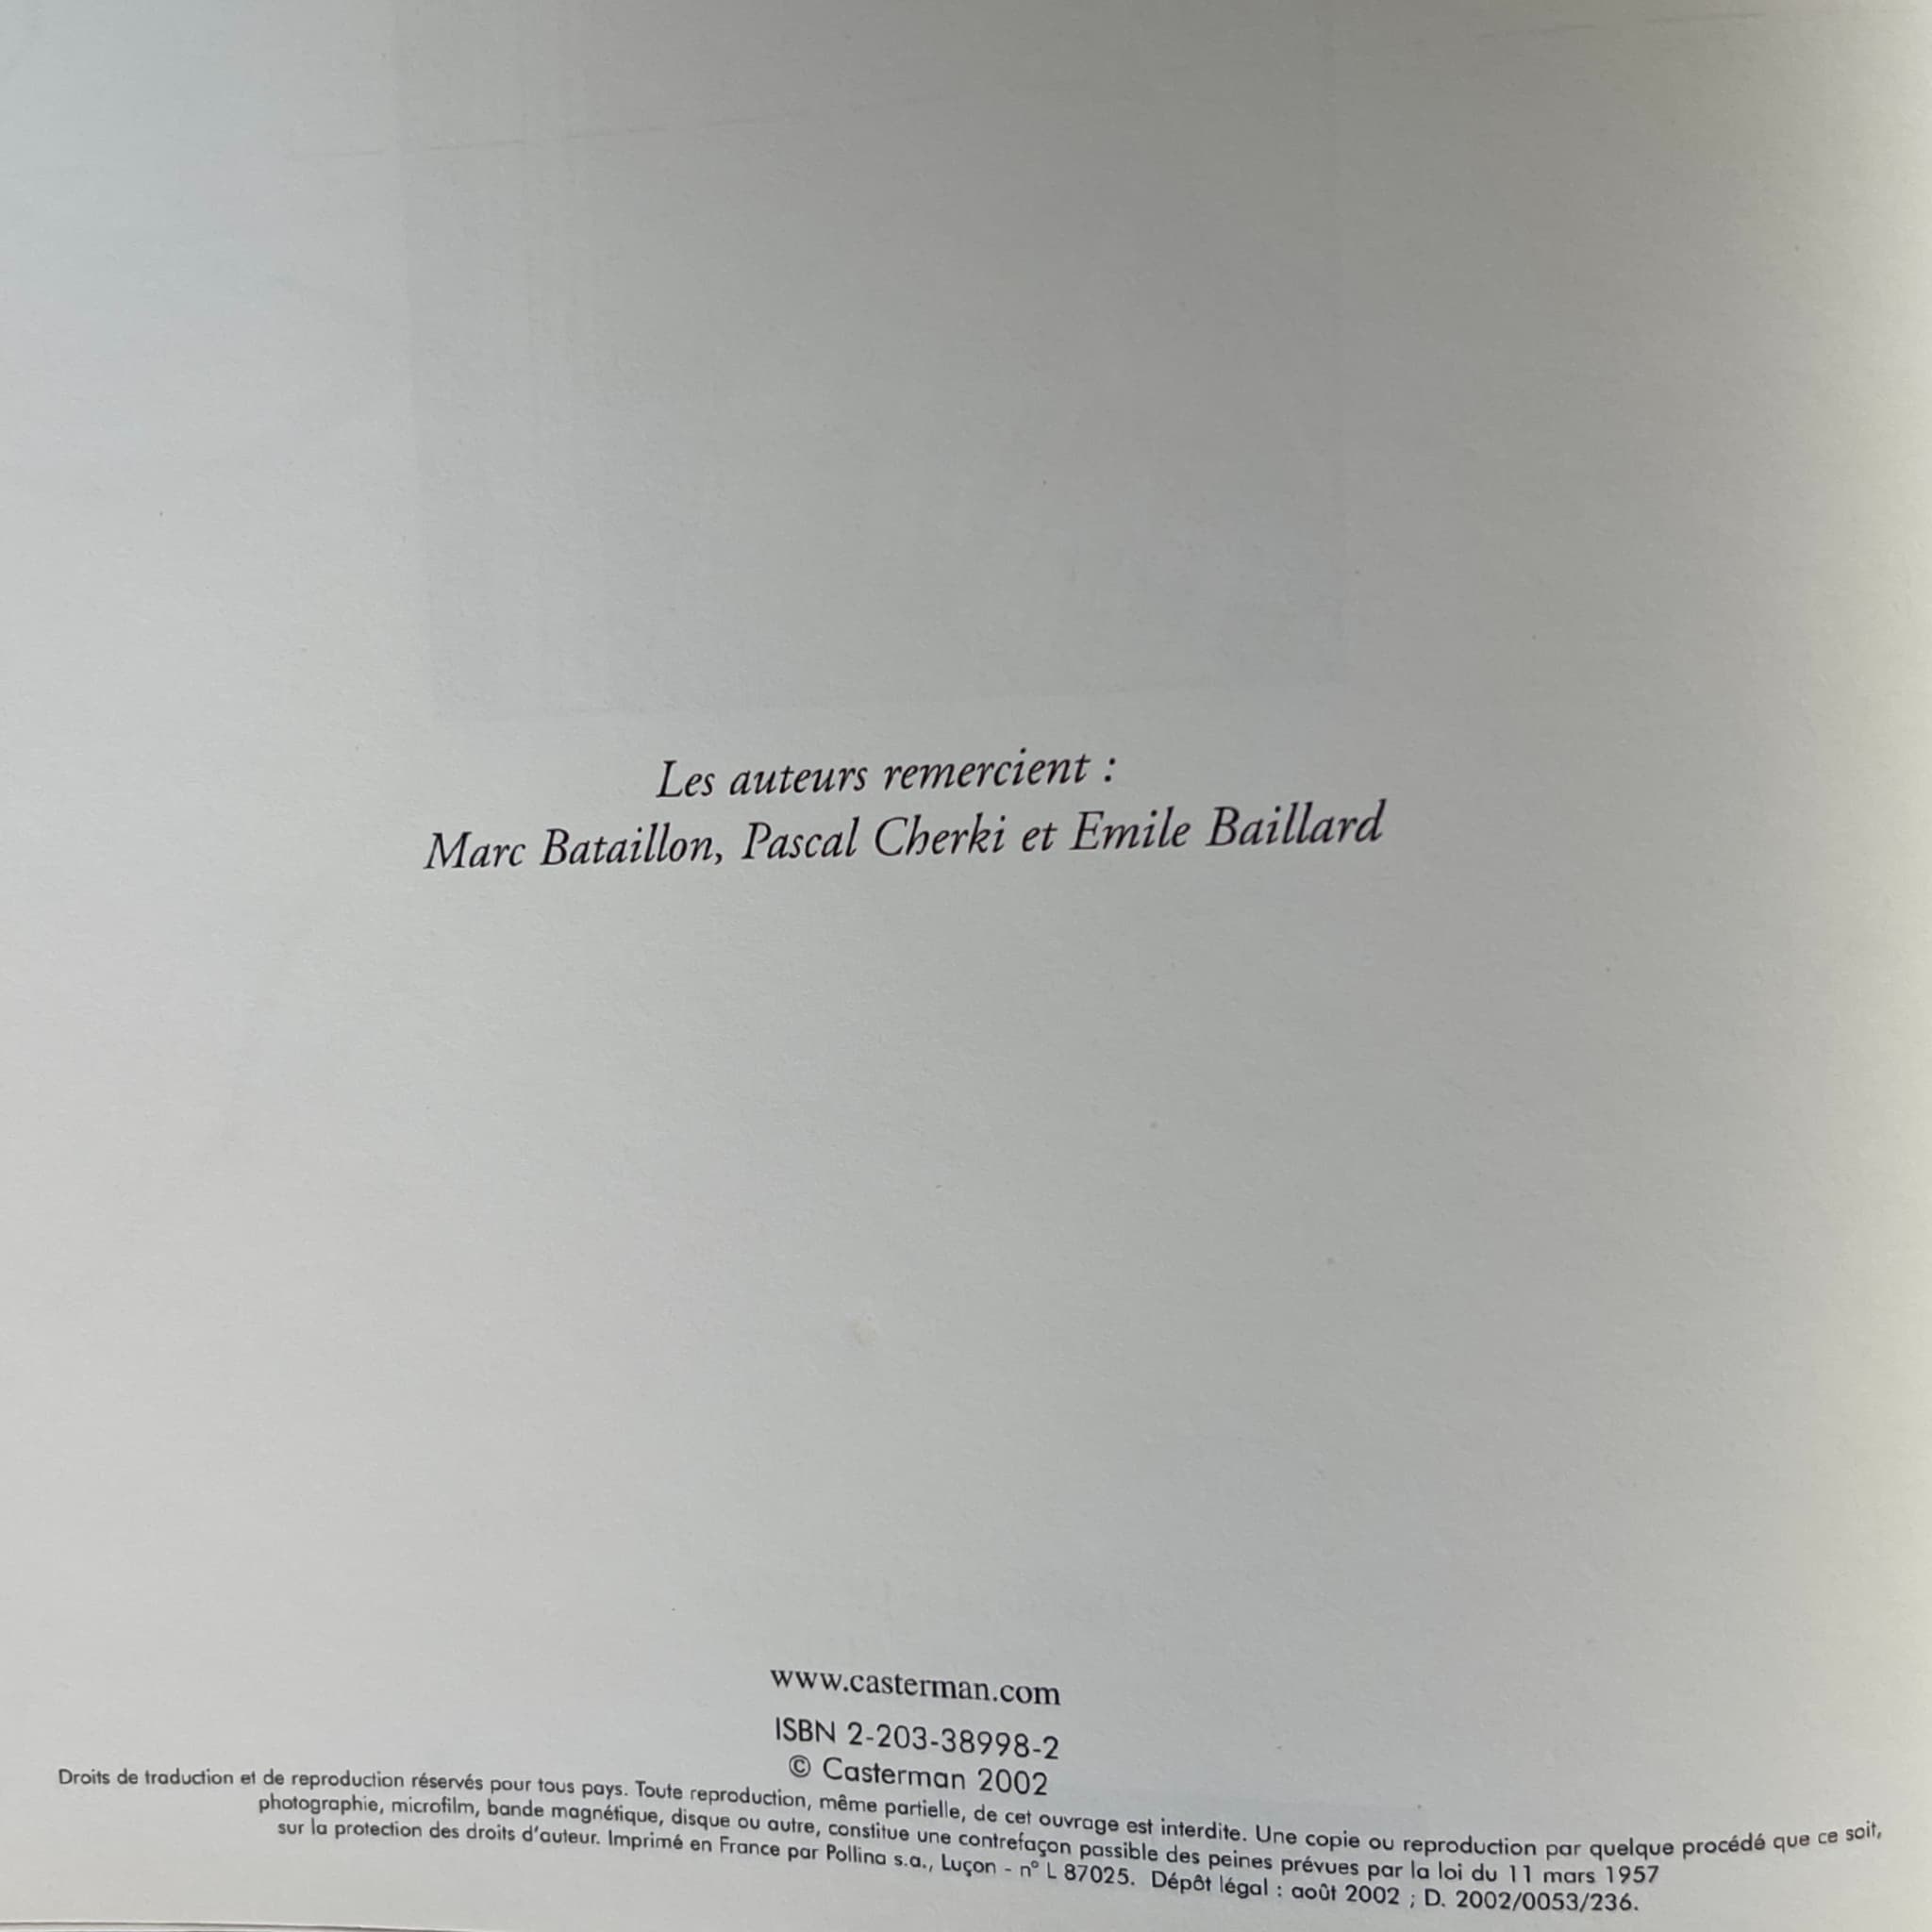 Les auteurs remercient :
Marc Bataillon, Pascal Cherki et Emile Baillard
www.casterman.com
ISBN 2-203-38998-2
© Casterman 2002
Droits de traduction et de reproduction réservés pour tous pays. Toute reproduction, même partielle, de cet ouvrage est interdite. Une copie ou reproduction par quelque procédé que ce soit,
photographie, microfilm, bande magnétique, disque ou autre, constitue une contrefaçon passible des peines prévues par la loi du 11 mars 1957
sur la protection des droits d'auteur. Imprimé en France par Pollina s.a., Luçon - n° L 87025. Dépôt légal : août 2002 ; D. 2002/0053/236.